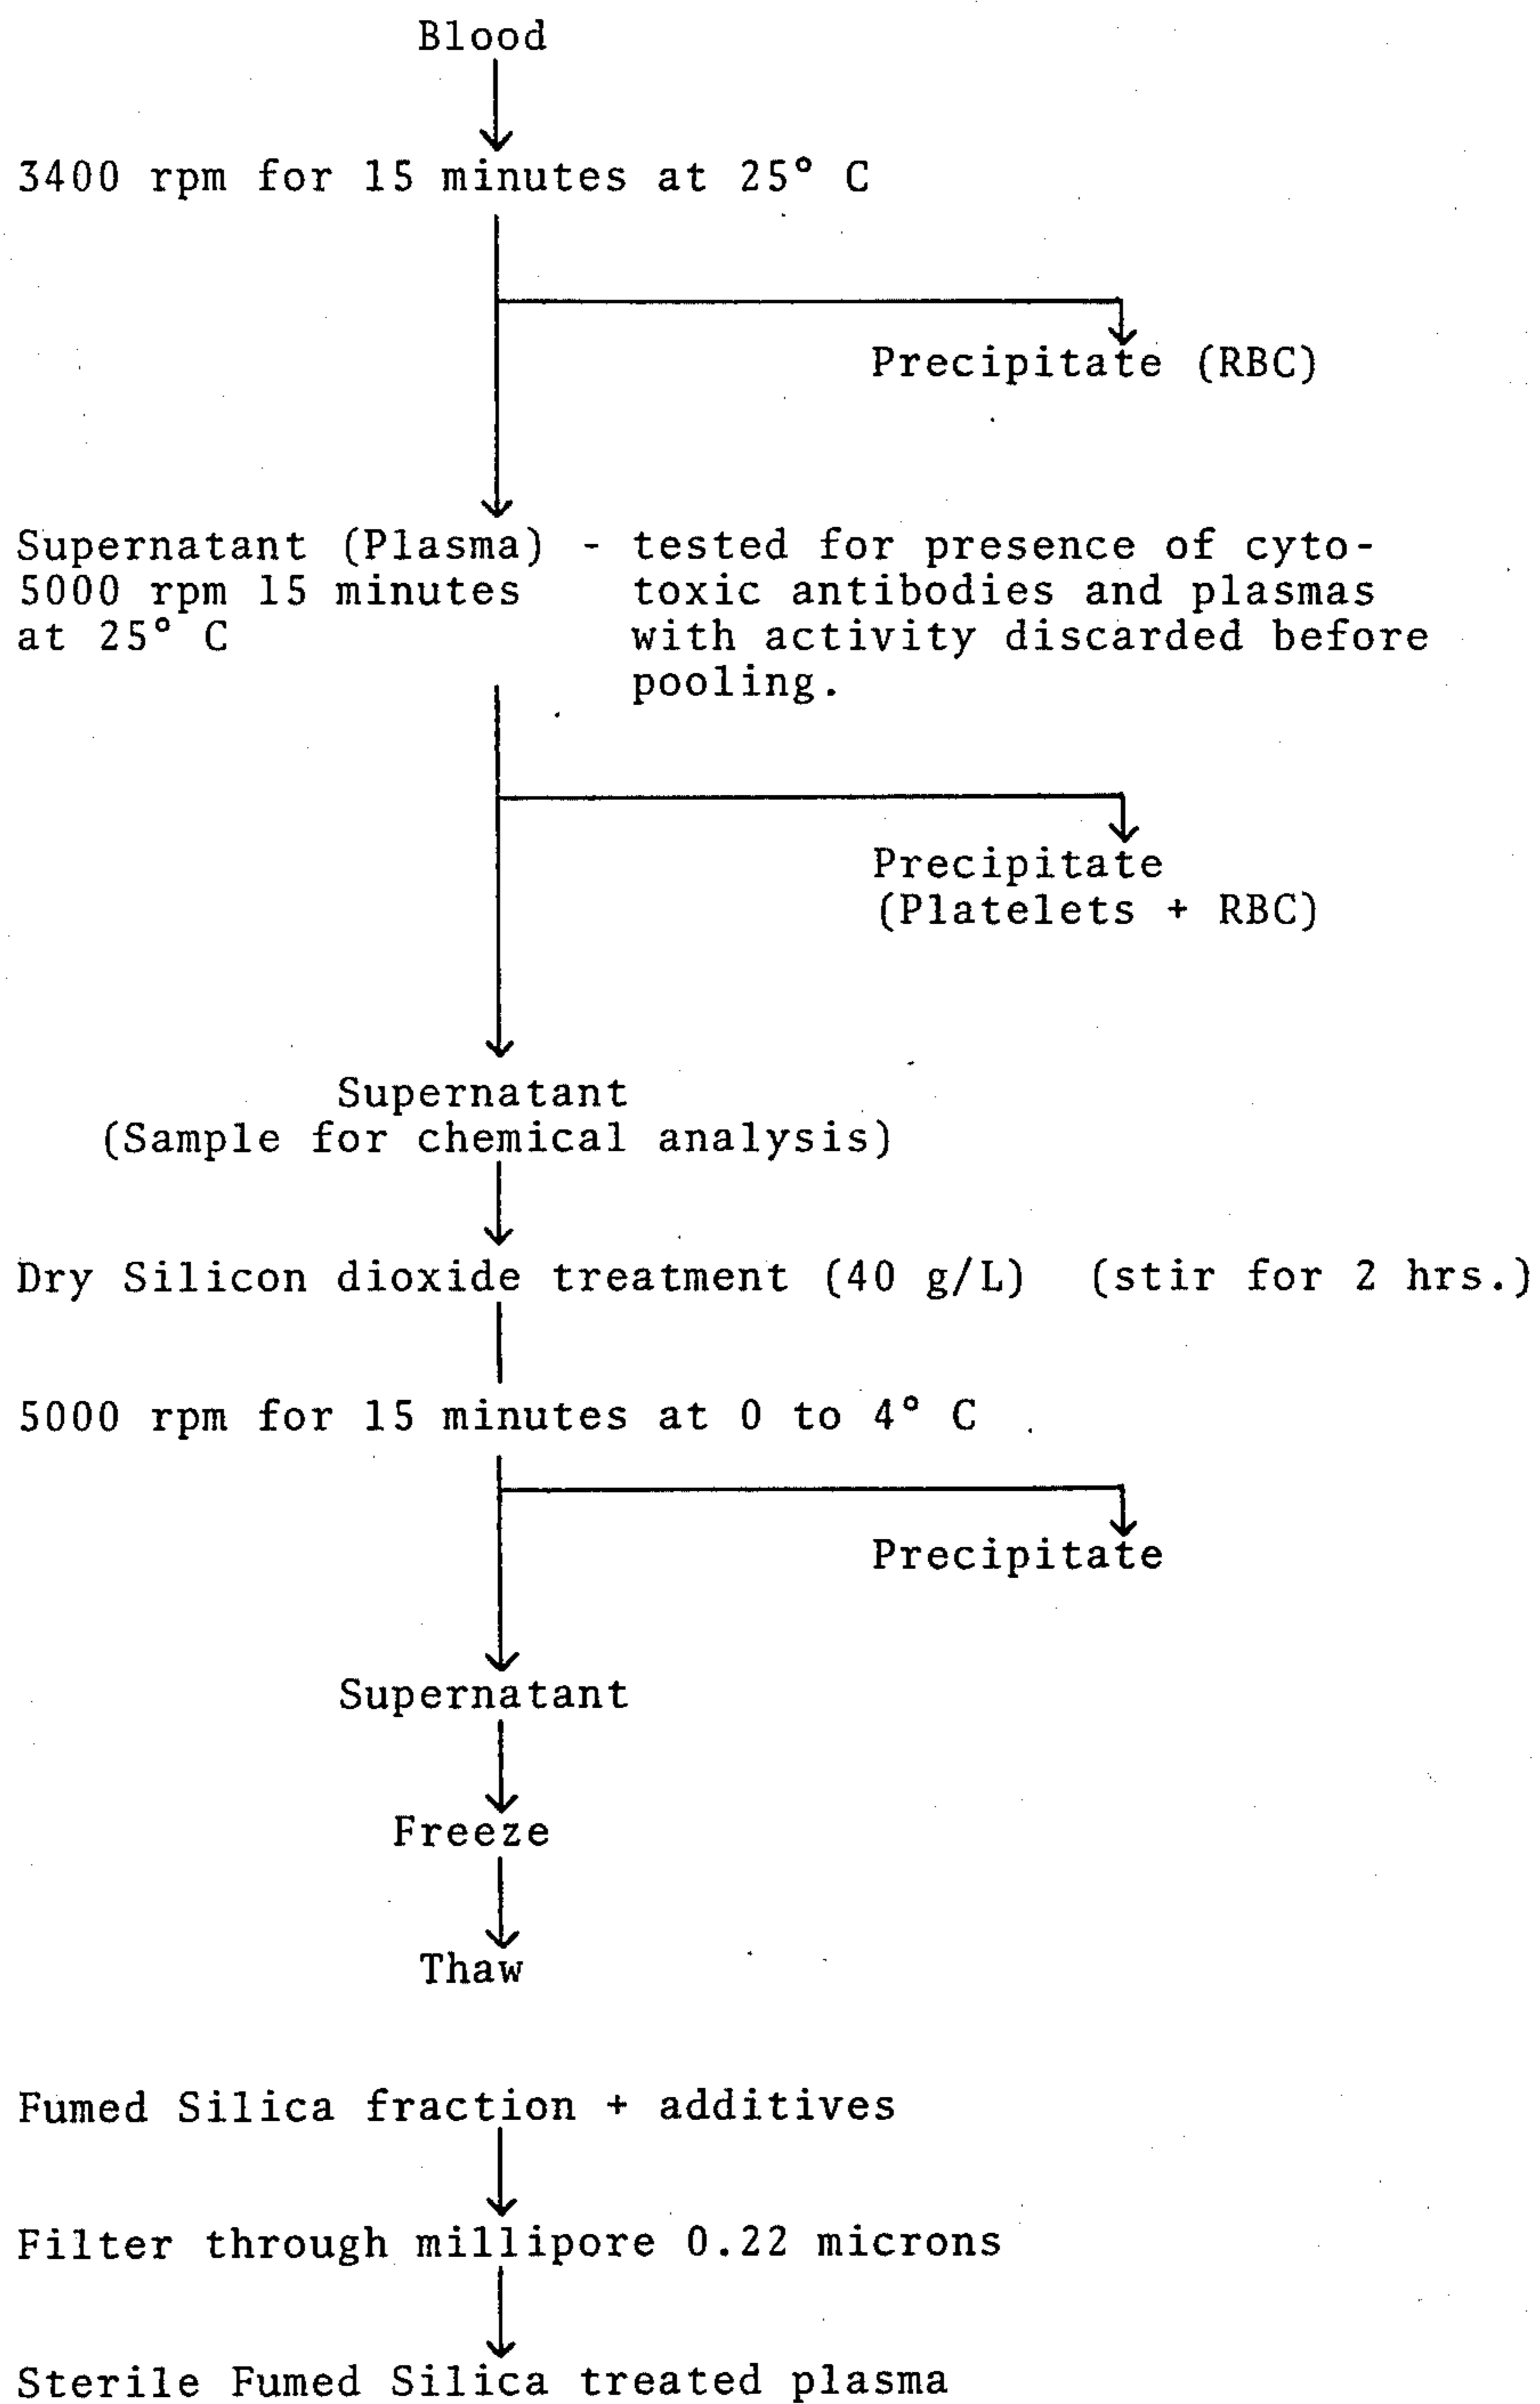 Blood
3400 rpm for 15 minutes at 25° C
Precipitate (RBC)
Supernatant (Plasma) - tested for presence of cyto-
5000 rpm 15 minutes toxic antibodies and plasmas
at 25° C with activity discarded before
pooling.
Precipitate
(Platelets + RBC)
Supernatant
(Sample for chemical analysis)
Dry Silicon dioxide treatment (40 g/L) (stir for 2 hrs.)
5000 rpm for 15 minutes at 0 to 4° C
Precipitate
Supernatant
Freeze
Thaw
Fumed Silica fraction + additives
Filter through millipore 0.22 microns
Sterile Fumed Silica treated plasma